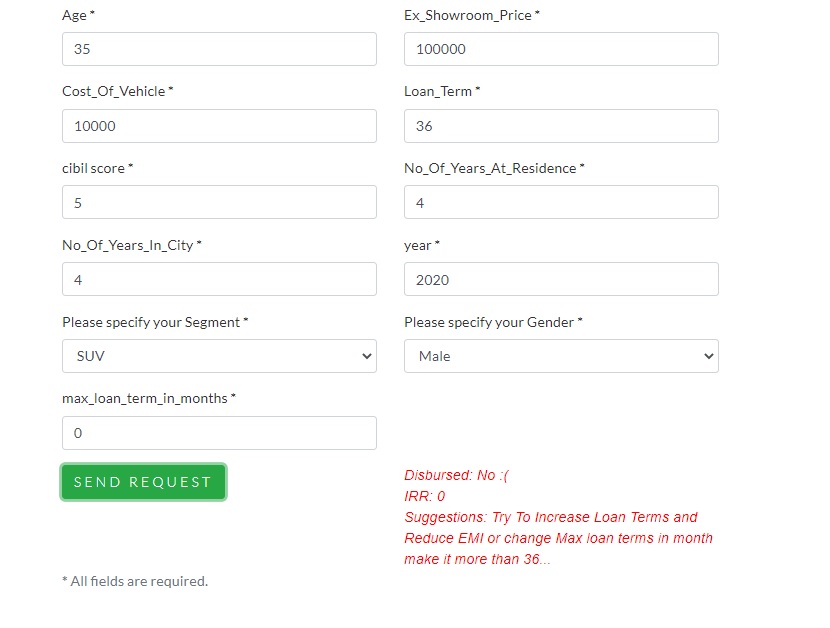 Age *
Ex_Showroom_Price *
35
100000
Cost_Of_Vehicle *
Loan_Term *
10000
36
cibil score *
No_Of_Years_At_Residence *
5
4
No_Of_Years_In_City *
year *
4
2020
Please specify your Segment *
Please specify your Gender *
SUV
Male
max_loan_term_in_months *
0
SEND REQUEST
Disbursed: No :(
IRR: 0
Suggestions: Try To Increase Loan Terms and
Reduce EMI or change Max loan terms in month
make it more than 36...
* All fields are required.